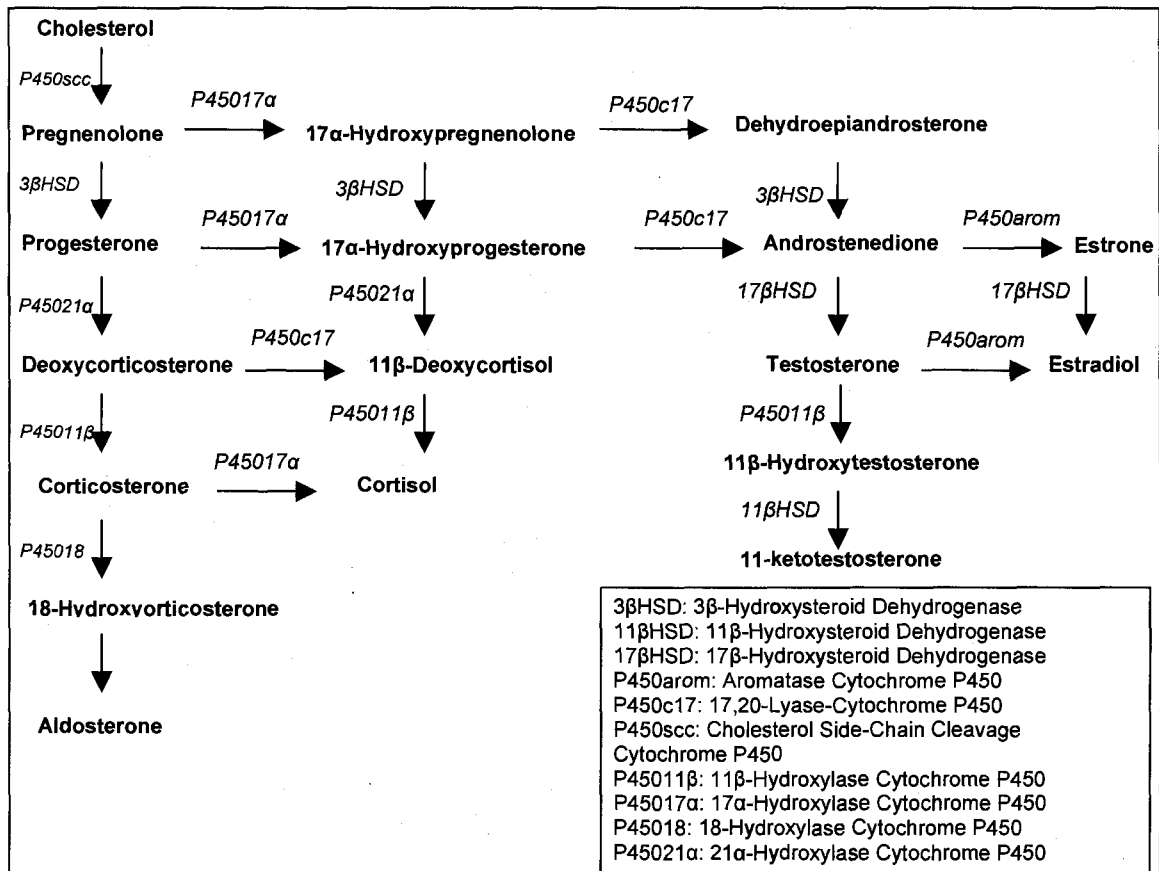 Cholesterol
P450scc
P45017α
P450c17
Pregnenolone
17α-Hydroxypregnenolone
Dehydroepiandrosterone
3βHSD
3βHSD
3βHSD
P45017α
P450c17
P450arom
Progesterone
17α-Hydroxyprogesterone
Androstenedione
Estrone
P45021α
P45021α
17βHSD
17βHSD
P450c17
P450arom
Deoxycorticosterone
11β-Deoxycortisol
Testosterone
Estradiol
P45011β
P45011β
P45011β
P45017α
11β-Hydroxytestosterone
Corticosterone
Cortisol
11βHSD
P45018
11-ketotestosterone
18-Hydroxyorticosterone
Aldosterone
3βHSD: 3β-Hydroxysteroid Dehydrogenase
11βHSD: 11β-Hydroxysteroid Dehydrogenase
17βHSD: 17β-Hydroxysteroid Dehydrogenase
P450arom: Aromatase Cytochrome P450
P450c17: 17,20-Lyase-Cytochrome P450
P450scc: Cholesterol Side-Chain Cleavage
Cytochrome P450
P45011β: 11β-Hydroxylase Cytochrome P450
P45017α: 17α-Hydroxylase Cytochrome P450
P45018: 18-Hydroxylase Cytochrome P450
P45021α: 21α-Hydroxylase Cytochrome P450